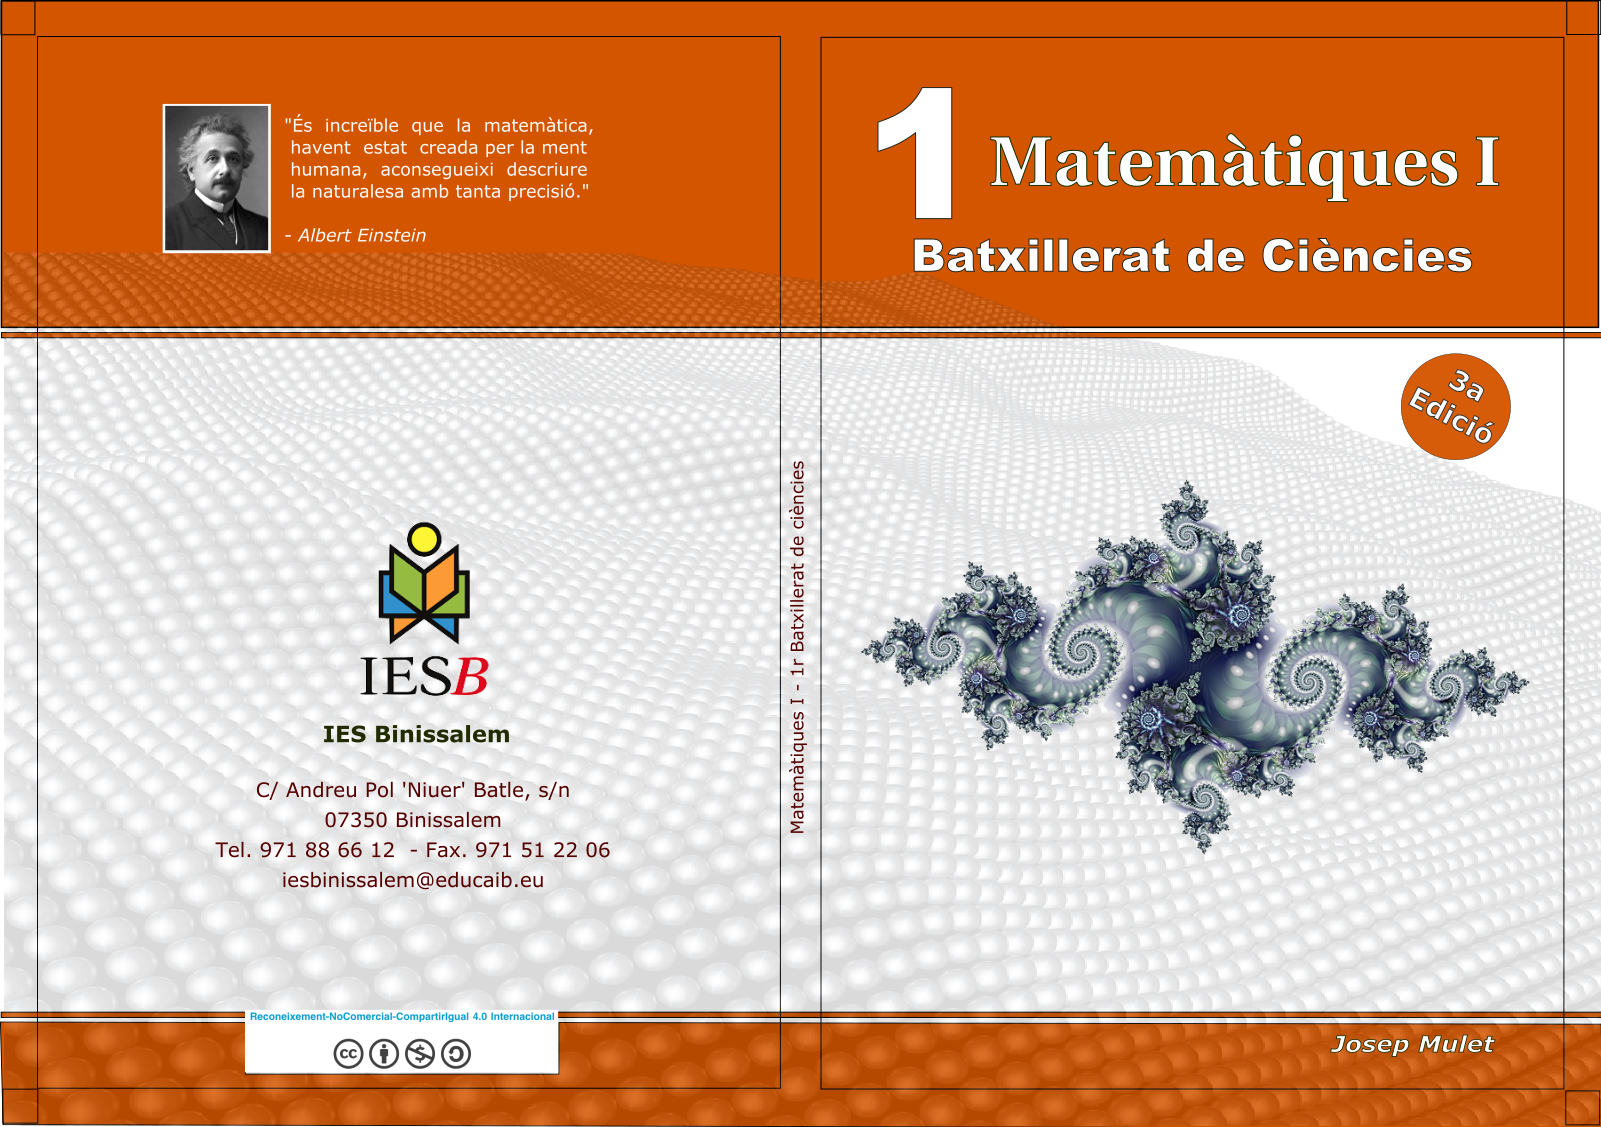 "És increïble que la matemàtica,
havent estat creada per la ment
humana, aconsegueixi descriure
la naturalesa amb tanta precisió."
- Albert Einstein
IESB
IES Binissalem
C/ Andreu Pol 'Niuer' Batle, s/n
07350 Binissalem
Tel. 971 88 66 12 - Fax. 971 51 22 06
iesbinissalem@educaib.eu
Reconeixement-NoComercial-CompartirIgual 4.0 Internacional
cc
Matemàtiques I - 1r Batxillerat de ciències
1 Matemàtiques I
Batxillerat de Ciències
3a
Edició
Josep Mulet